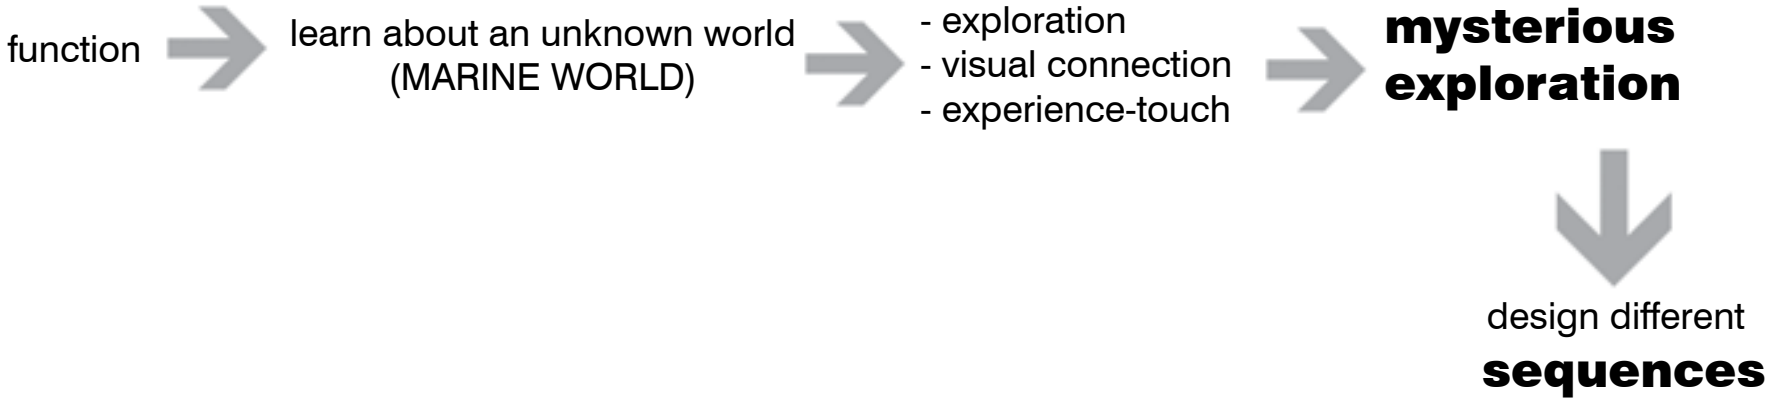 function
learn about an unknown world
(MARINE WORLD)
- exploration
- visual connection
- experience-touch
mysterious
exploration
design different
sequences